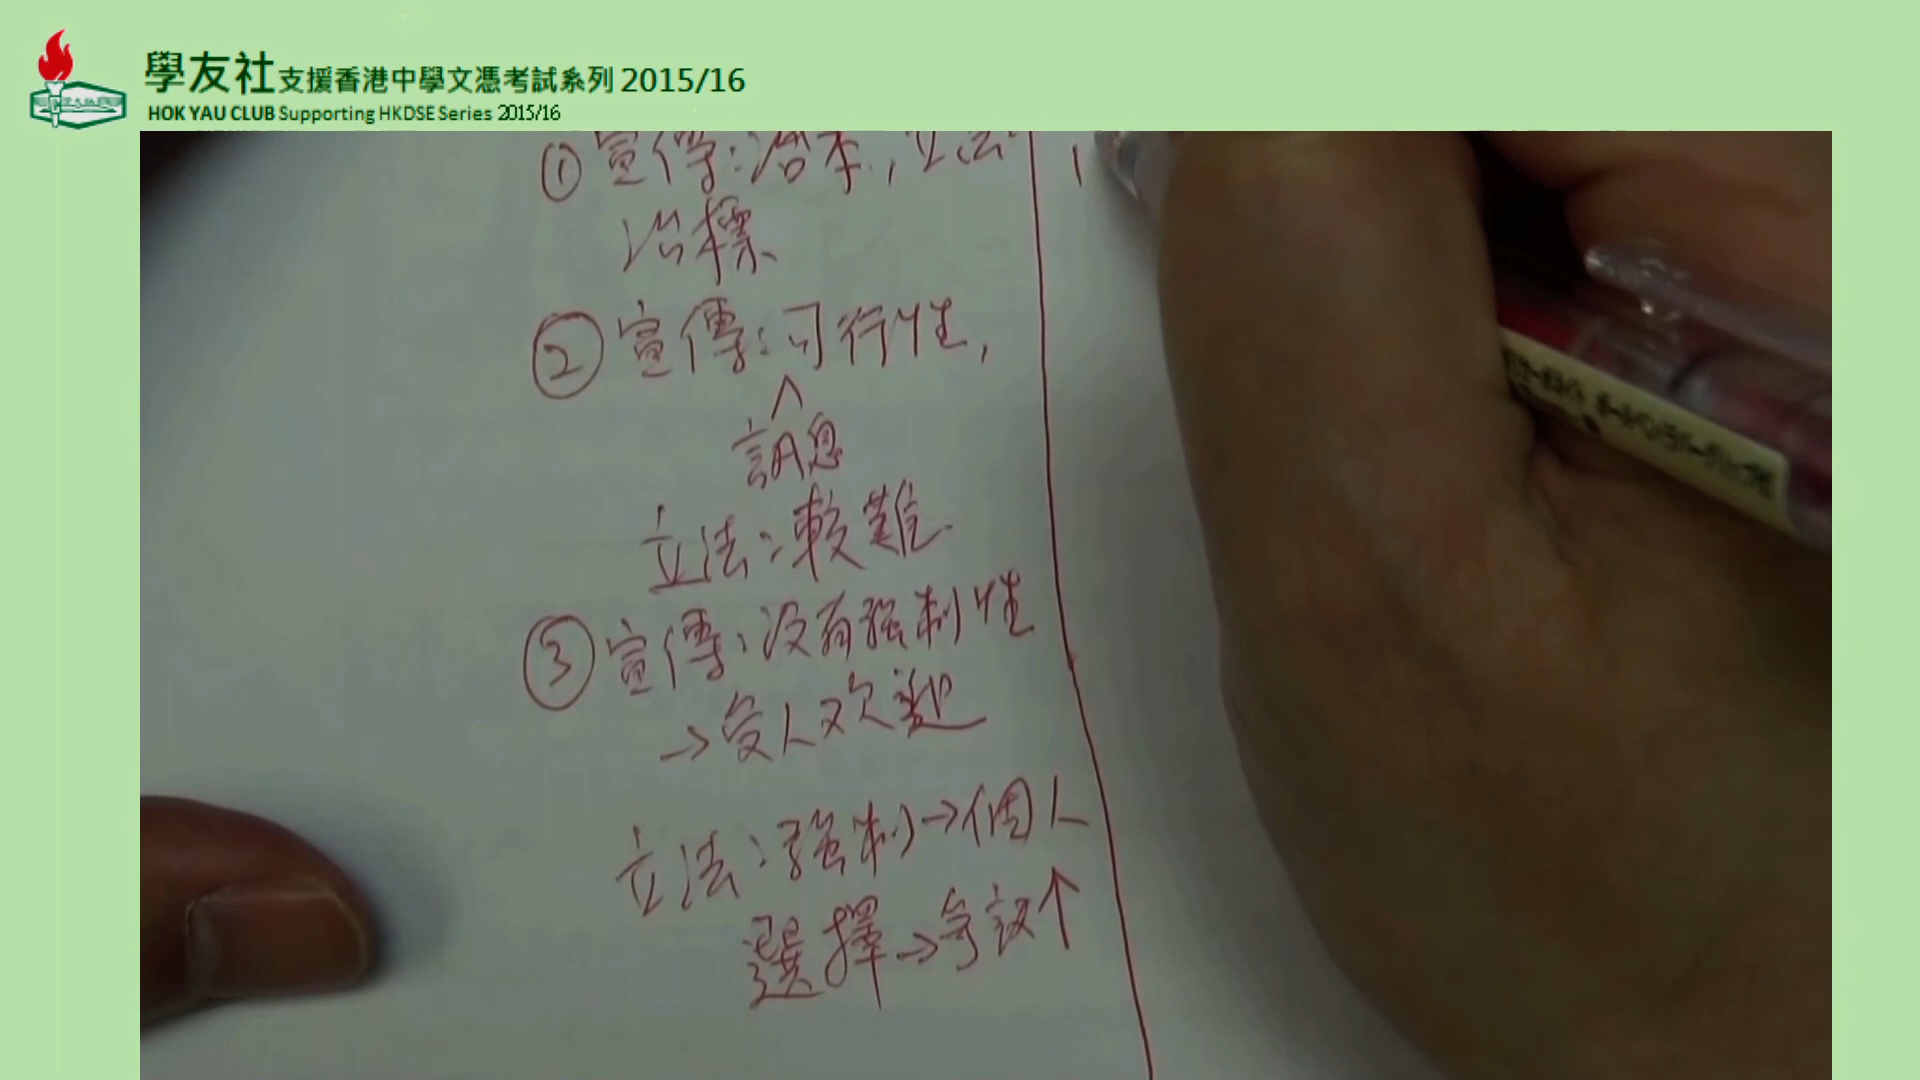 學友社支援香港中學文憑考試系列 2015/16
HOK YAU CLUB Supporting HKDSE Series 2015/16
① 宣傳:治本,立法
治標
② 宣傳:可行性,
訊息
立法:較難
③ 宣傳:沒有強制性
→受人欢迎
立法:強制→個人
選擇→争议↑